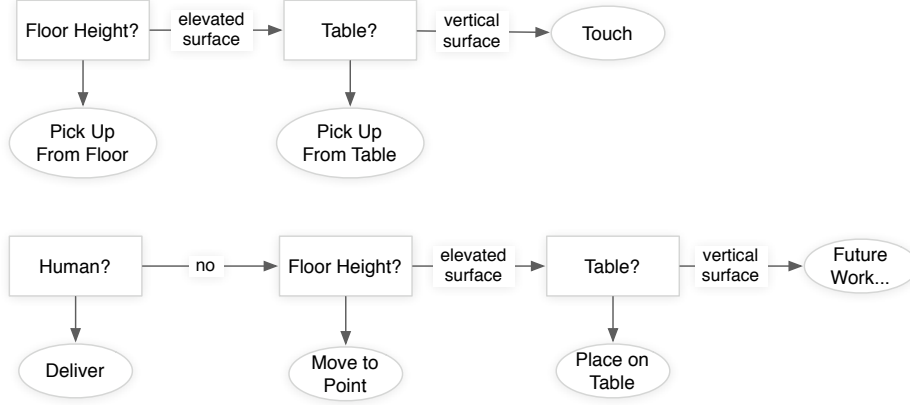 Floor Height?
elevated
surface
Table?
vertical
surface
Touch
Pick Up
From Floor
Pick Up
From Table
Human?
no
Floor Height?
elevated
surface
Table?
vertical
surface
Future
Work...
Deliver
Move to
Point
Place on
Table